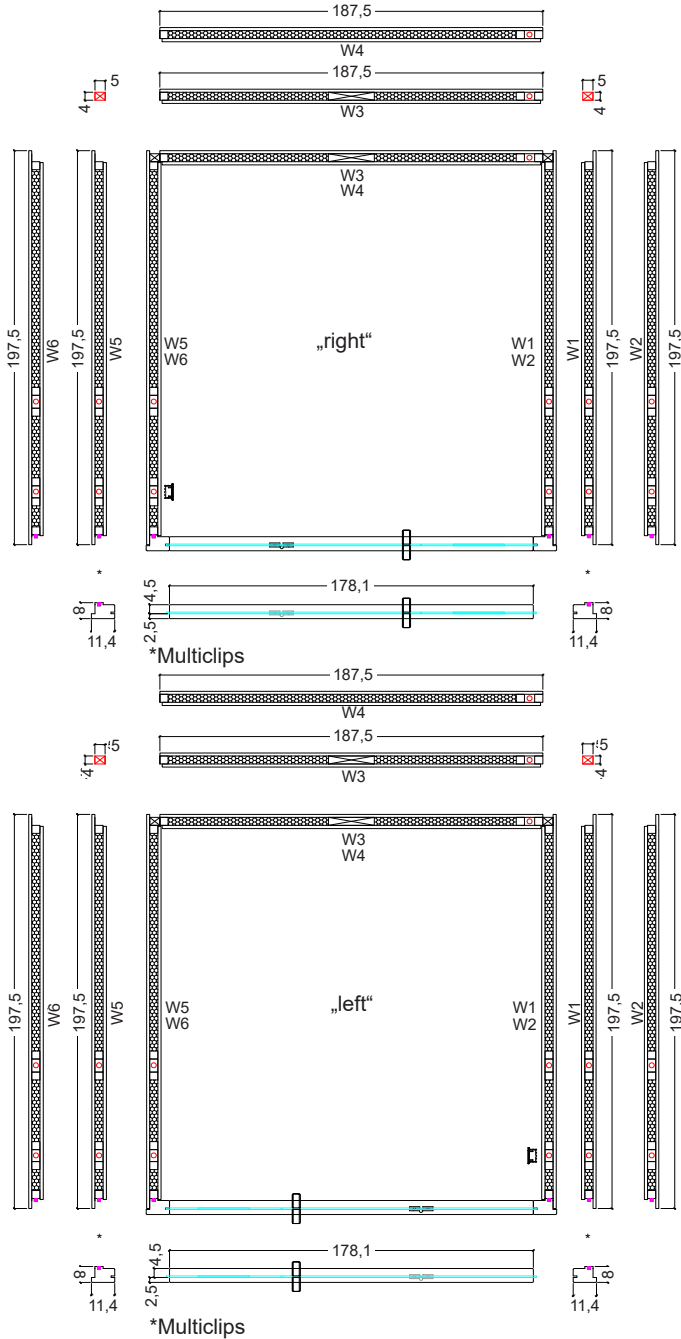 187,5
W4
187,5
5
5
4
W3
4
W3
W4
197,5
W6
197,5
W5
W5
W6
„right“
W1
W2
W1
197,5
W2
197,5
*
*
178,1
4,5
8
8
11,4
2,5
11,4
*Multiclips
187,5
W4
187,5
5
5
4
W3
4
W3
W4
197,5
W6
197,5
W5
W5
W6
„left“
W1
W2
W1
197,5
W2
197,5
*
*
178,1
4,5
8
8
11,4
2,5
11,4
*Multiclips